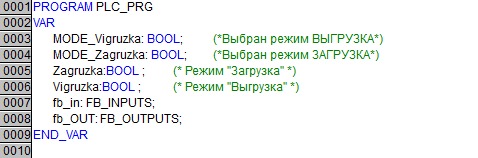 0001 PROGRAM PLC_PRG
0002 VAR
0003 MODE_Vigruzka: BOOL; (*Выбран режим ВЫГРУЗКА*)
0004 MODE_Zagruzka: BOOL; (*Выбран режим ЗАГРУЗКА*)
0005 Zagruzka:BOOL ; (* Режим "Загрузка" *)
0006 Vigruzka:BOOL ; (* Режим "Выгрузка" *)
0007 fb_in: FB_INPUTS;
0008 fb_OUT: FB_OUTPUTS;
0009 END_VAR
0010